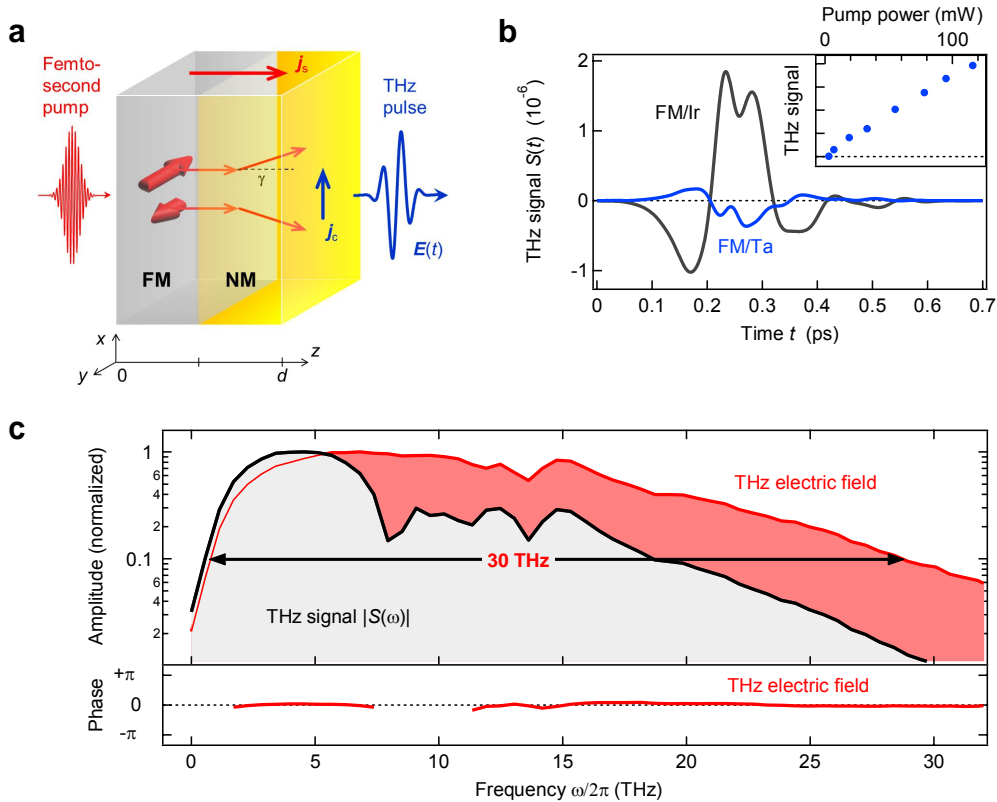 a
Femto-
second
pump
j_s
THz
pulse
γ
j_c
E(t)
FM
NM
x
y
0
d
z
b
Pump power (mW)
0
100
THz signal
THz signal S(t) (10^-6)
2
1
0
-1
FM/Ir
FM/Ta
0
0.1
0.2
0.3
0.4
0.5
0.6
0.7
Time t (ps)
c
Amplitude (normalized)
1
6
4
2
0.1
6
4
2
THz electric field
30 THz
THz signal |S(ω)|
Phase
+π
0
-π
THz electric field
0
5
10
15
20
25
30
Frequency ω/2π (THz)